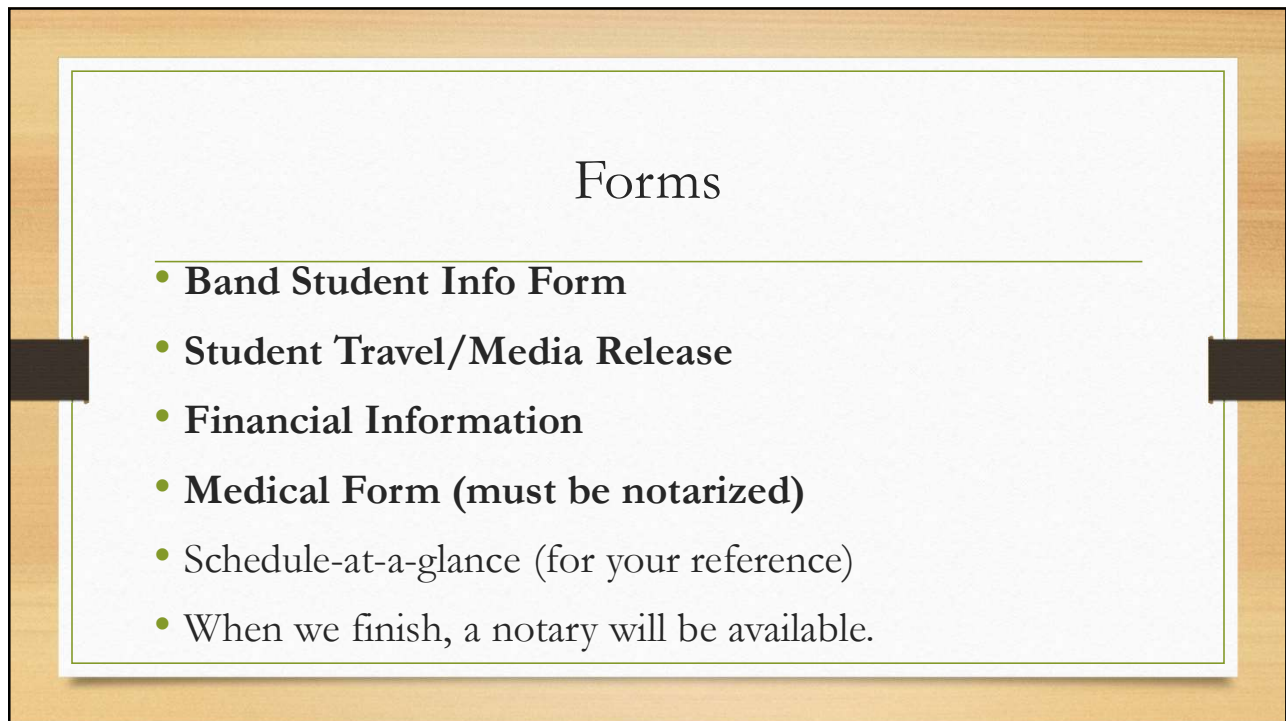 Forms
• Band Student Info Form
• Student Travel/Media Release
• Financial Information
• Medical Form (must be notarized)
• Schedule-at-a-glance (for your reference)
• When we finish, a notary will be available.